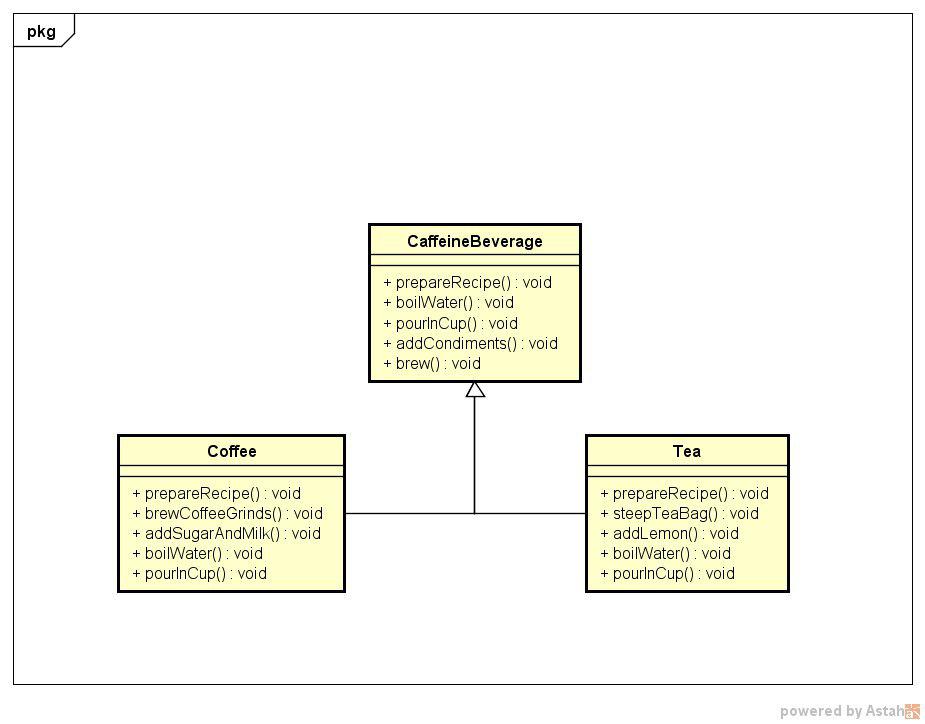 pkg
CaffeineBeverage
+ prepareRecipe() : void
+ boilWater() : void
+ pourInCup() : void
+ addCondiments() : void
+ brew() : void
Coffee
+ prepareRecipe() : void
+ brewCoffeeGrinds() : void
+ addSugarAndMilk() : void
+ boilWater() : void
+ pourInCup() : void
Tea
+ prepareRecipe() : void
+ steepTeaBag() : void
+ addLemon() : void
+ boilWater() : void
+ pourInCup() : void
powered by Astah